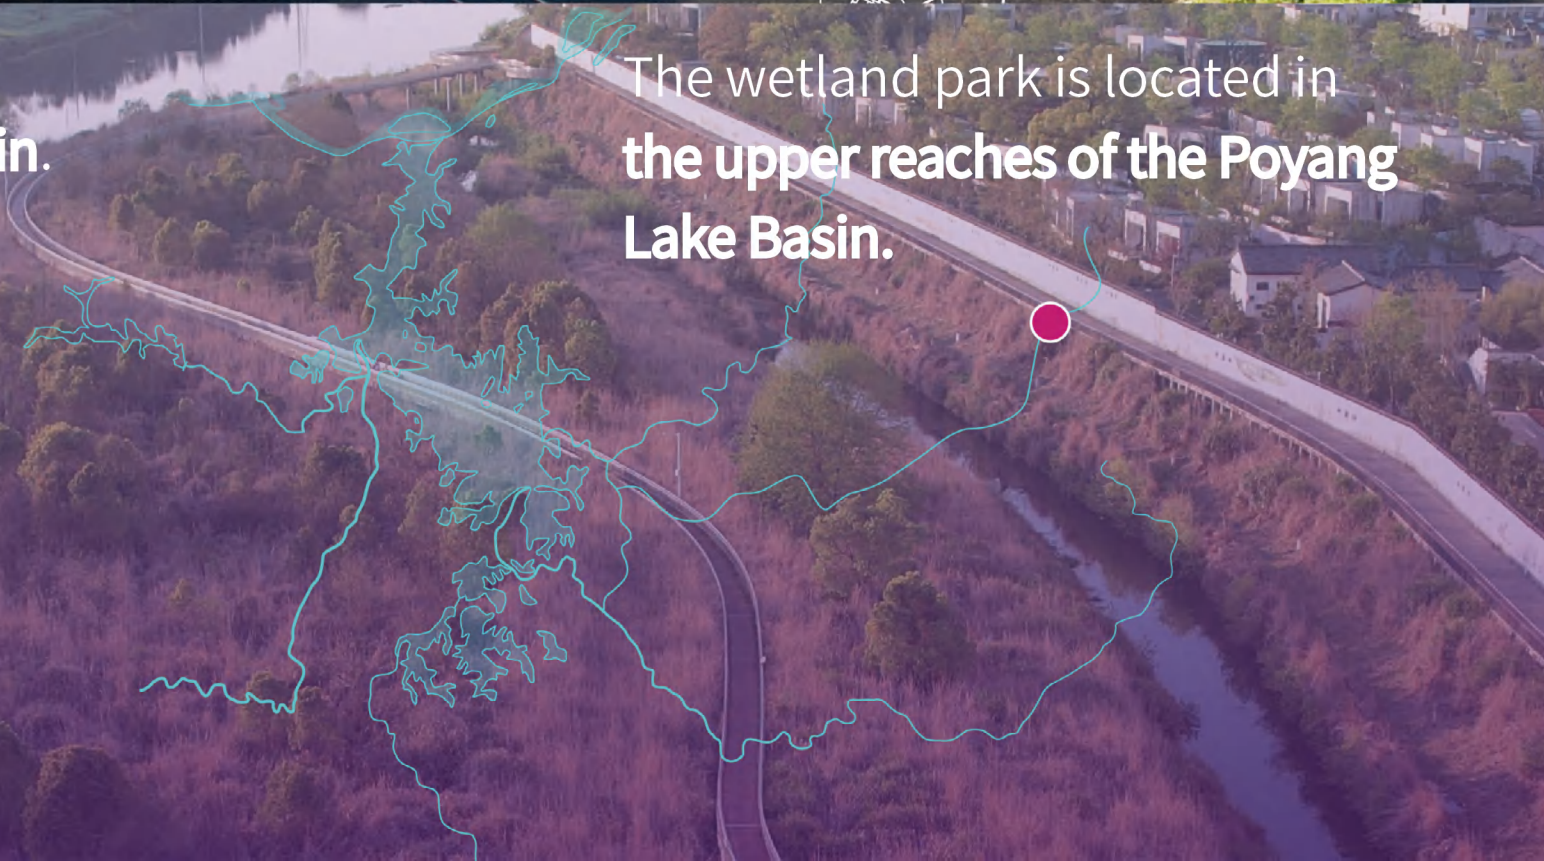 in.
The wetland park is located in
the upper reaches of the Poyang
Lake Basin.